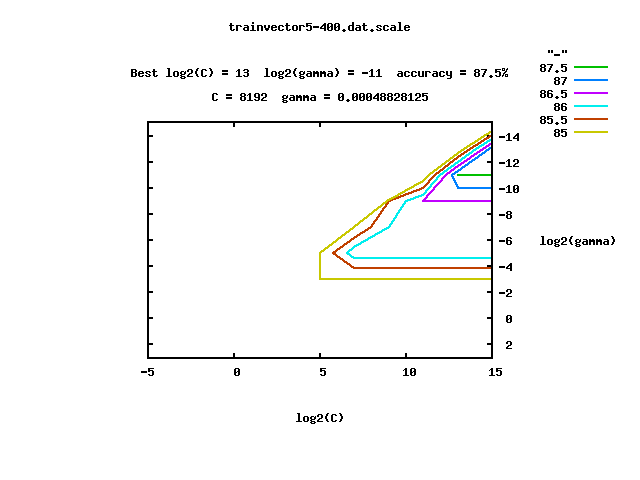 trainvector5-400.dat.scale
Best log2(C) = 13  log2(gamma) = -11  accuracy = 87.5%
C = 8192  gamma = 0.00048828125
"-"
87.5
87
86.5
86
85.5
85
-14
-12
-10
-8
-6
-4
-2
0
2
log2(gamma)
-5 0 5 10 15
log2(C)